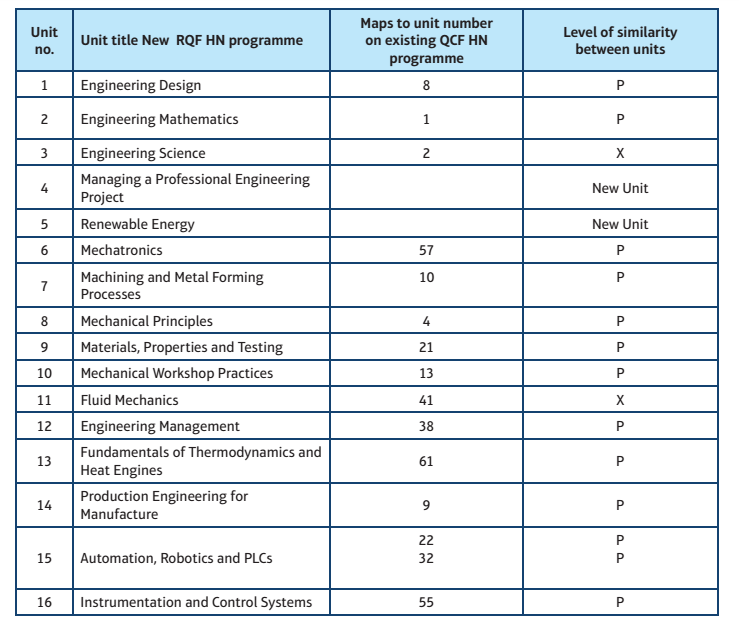 Unit no. Unit title New RQF HN programme Maps to unit number on existing QCF HN programme Level of similarity between units
1 Engineering Design 8 P
2 Engineering Mathematics 1 P
3 Engineering Science 2 X
4 Managing a Professional Engineering Project New Unit
5 Renewable Energy New Unit
6 Mechatronics 57 P
7 Machining and Metal Forming Processes 10 P
8 Mechanical Principles 4 P
9 Materials, Properties and Testing 21 P
10 Mechanical Workshop Practices 13 P
11 Fluid Mechanics 41 X
12 Engineering Management 38 P
13 Fundamentals of Thermodynamics and Heat Engines 61 P
14 Production Engineering for Manufacture 9 P
15 Automation, Robotics and PLCs 22 P
32 P
16 Instrumentation and Control Systems 55 P